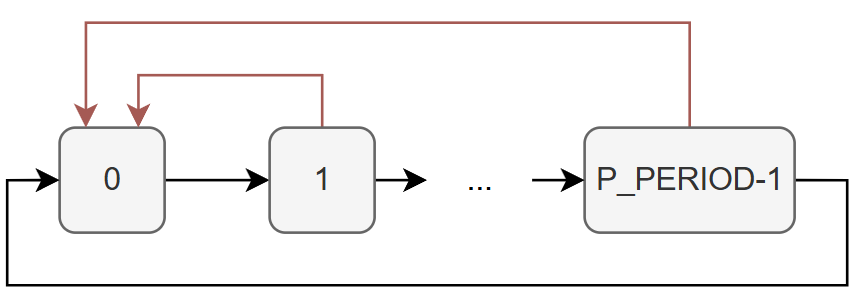 0
1
...
P_PERIOD-1